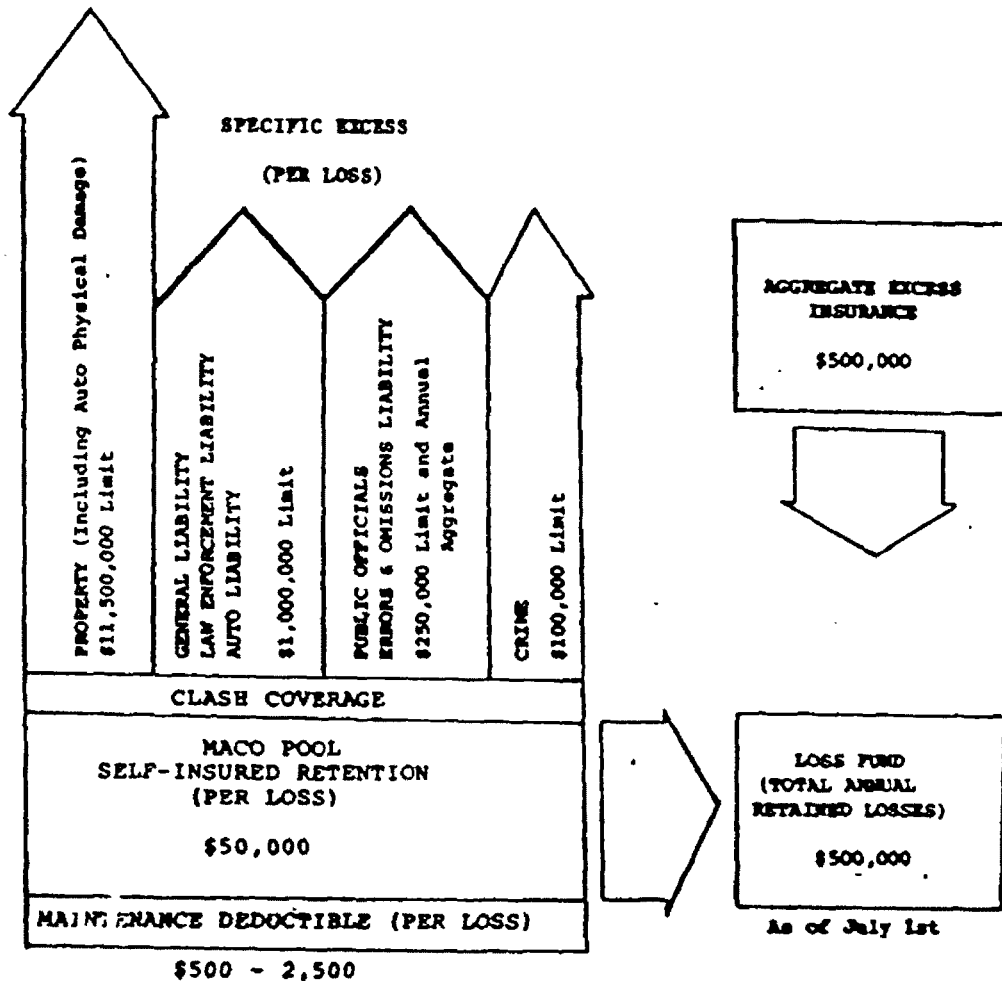 SPECIFIC EXCESS
(PER LOSS)
PROPERTY (Including Auto Physical Damage)
$11,500,000 Limit
GENERAL LIABILITY
LAW ENFORCEMENT LIABILITY
AUTO LIABILITY
$1,000,000 Limit
PUBLIC OFFICIALS
ERRORS & OMISSIONS LIABILITY
$250,000 Limit and Annual
Aggregate
CRIME
$100,000 Limit
CLASH COVERAGE
MACO POOL
SELF-INSURED RETENTION
(PER LOSS)
$50,000
MAINTENANCE DEDUCTIBLE (PER LOSS)
$500 - 2,500
AGGREGATE EXCESS
INSURANCE
$500,000
LOSS FUND
(TOTAL ANNUAL
RETAINED LOSSES)
$500,000
As of July 1st